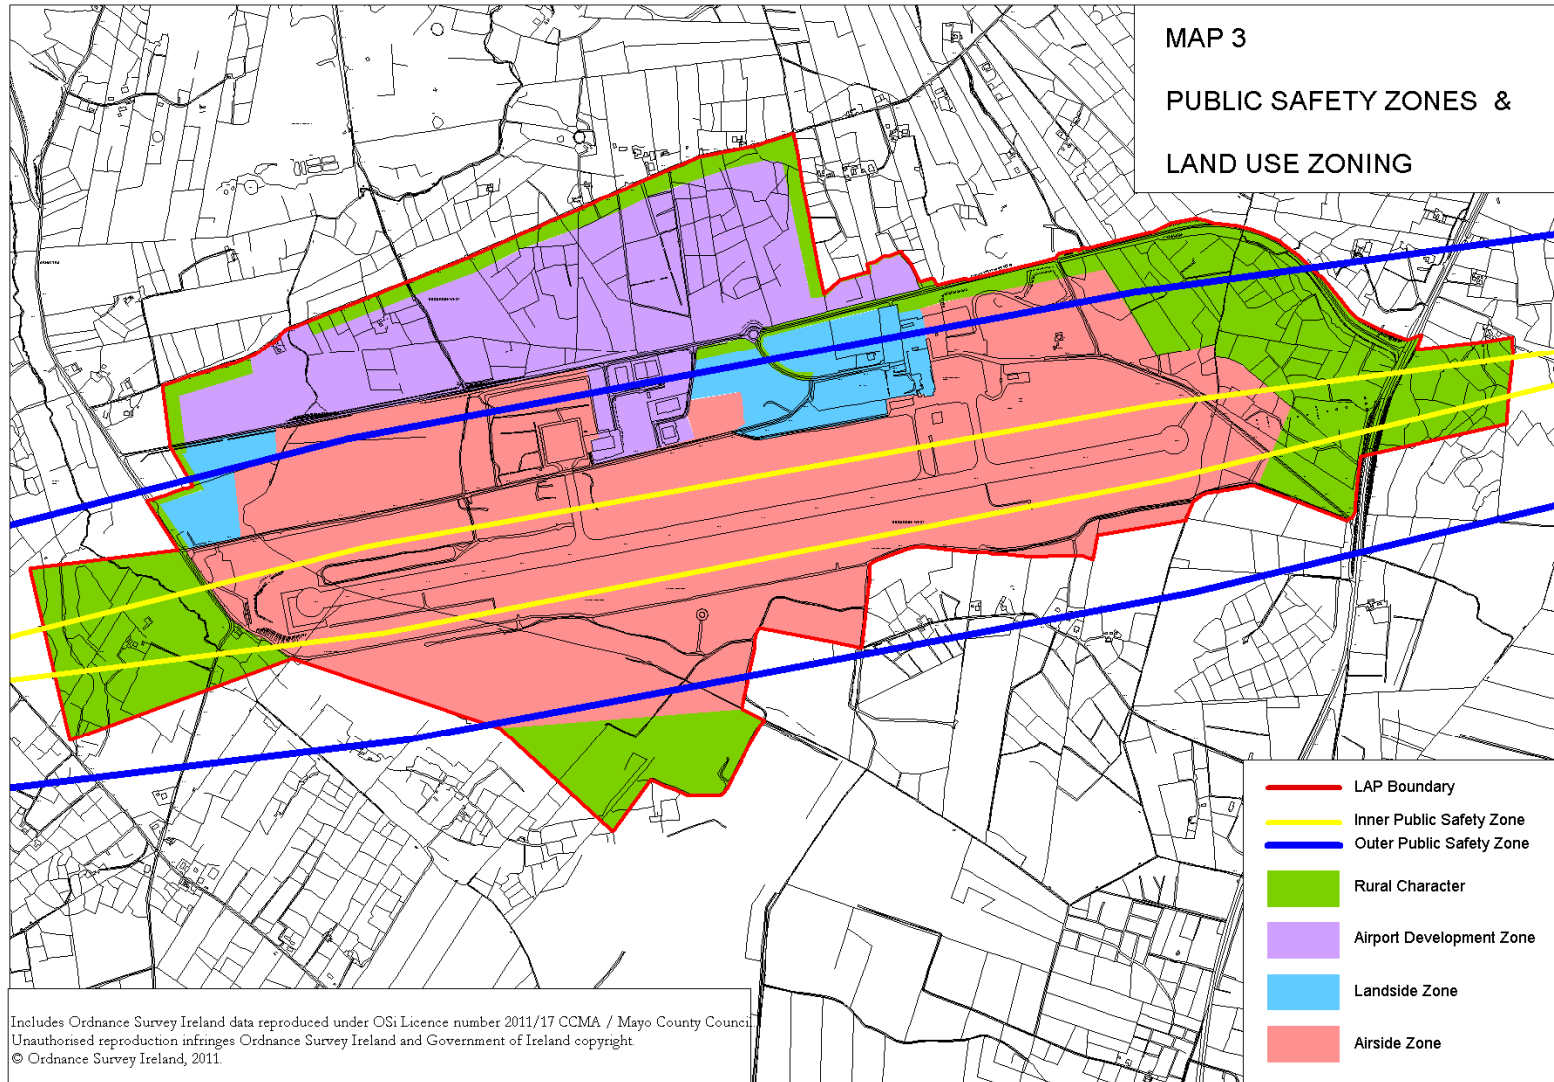 MAP 3
PUBLIC SAFETY ZONES &
LAND USE ZONING
LAP Boundary
Inner Public Safety Zone
Outer Public Safety Zone
Rural Character
Airport Development Zone
Landside Zone
Airside Zone
Includes Ordnance Survey Ireland data reproduced under OSi Licence number 2011/17 CCMA / Mayo County Council.
Unauthorised reproduction infringes Ordnance Survey Ireland and Government of Ireland copyright.
© Ordnance Survey Ireland, 2011.